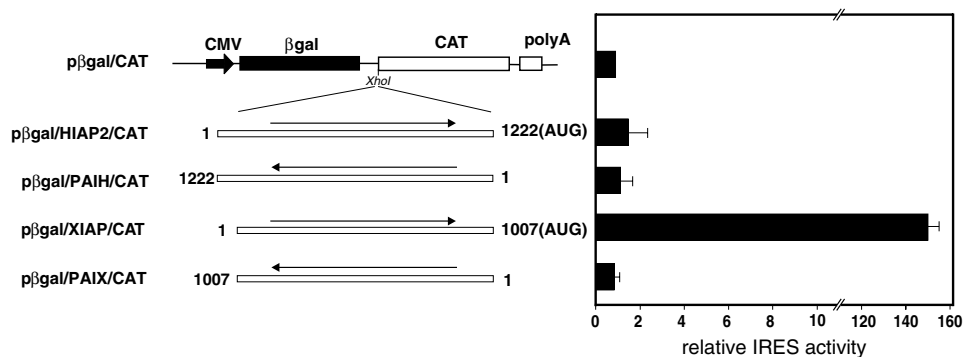 CMV βgal CAT polyA
pβgal/CAT
XhoI
pβgal/HIAP2/CAT 1 1222(AUG)
pβgal/PAIH/CAT 1222 1
pβgal/XIAP/CAT 1 1007(AUG)
pβgal/PAIX/CAT 1007 1
0 2 4 6 8 10 120 140 160
relative IRES activity